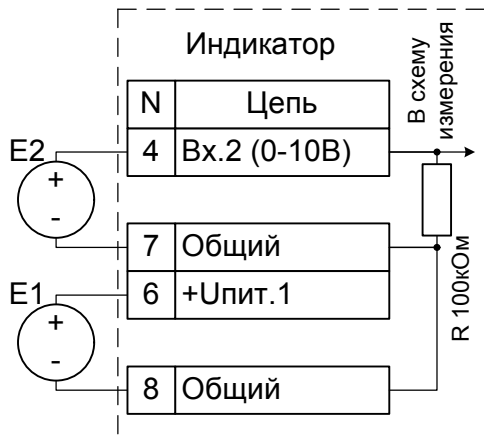 Индикатор
В схему
измерения
N Цепь
E2
+
-
4 Вх.2 (0-10В)
7 Общий
R 100кОм
E1
+
-
6 +Uпит.1
8 Общий